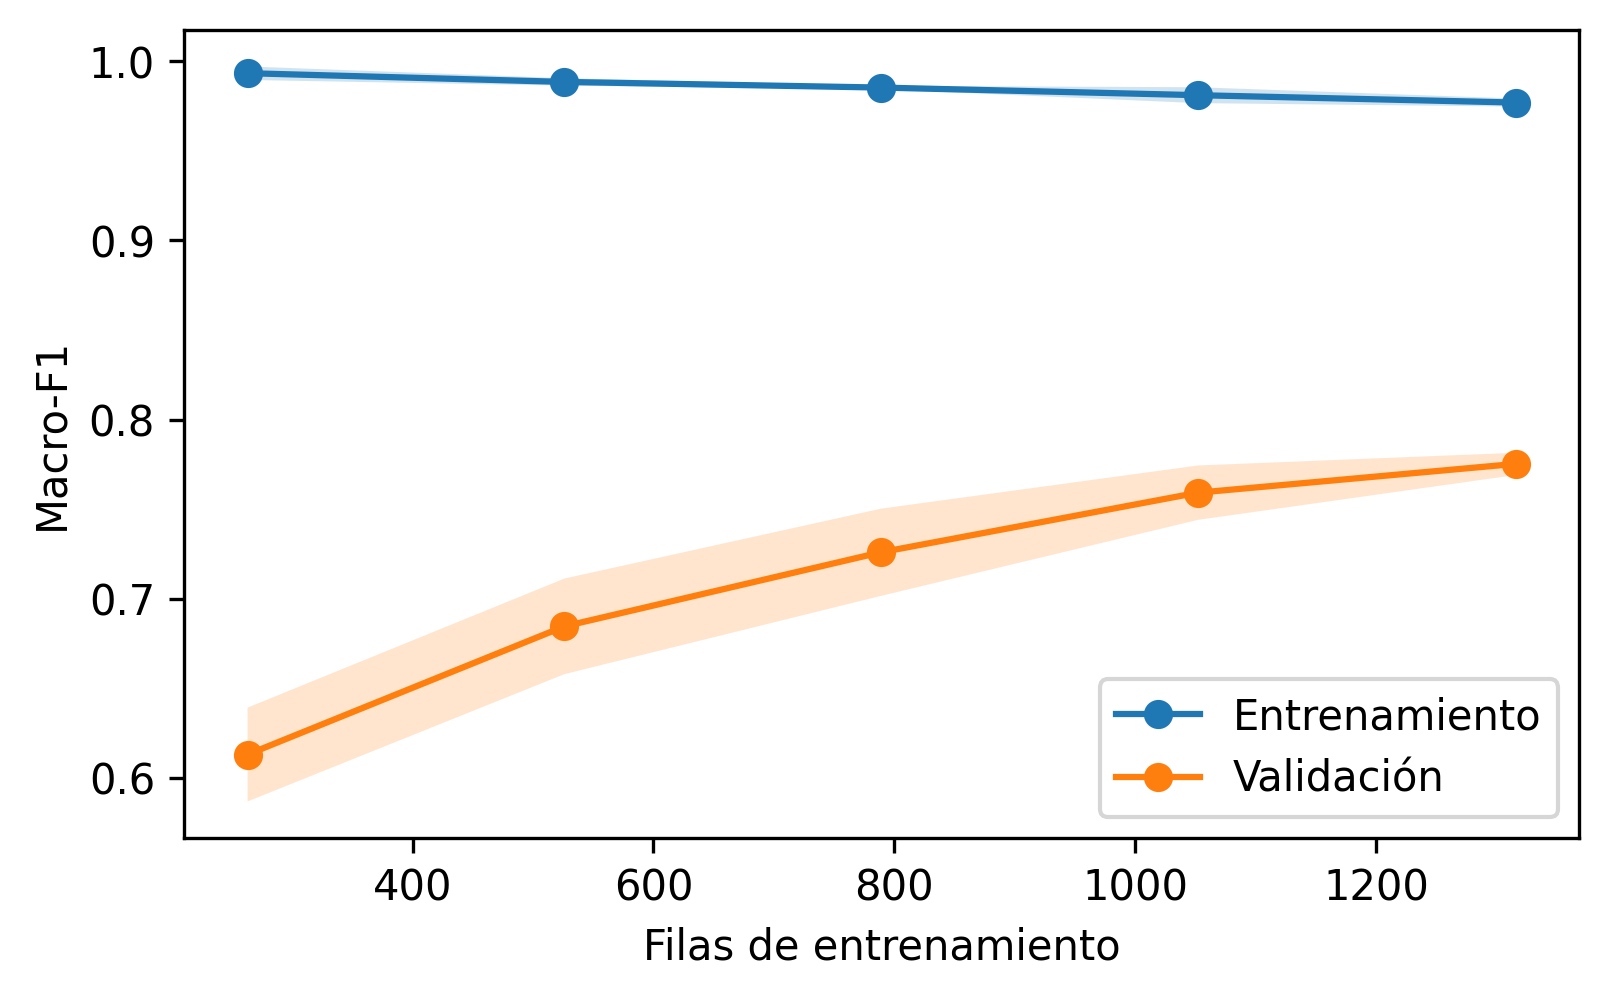 1.0
0.9
0.8
0.7
0.6
Macro-F1
400 600 800 1000 1200
Filas de entrenamiento
Entrenamiento
Validación